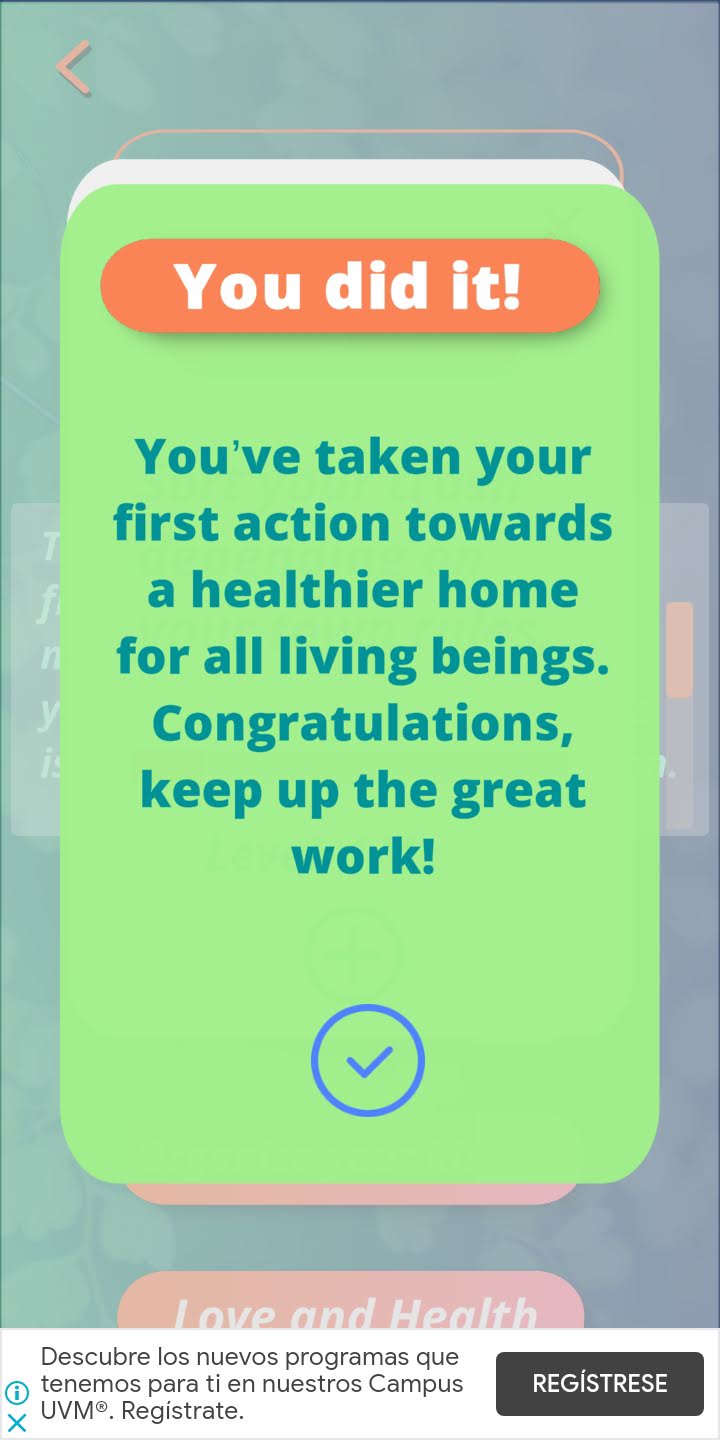 You did it!
You've taken your
first action towards
a healthier home
for all living beings.
Congratulations,
keep up the great
work!
Love and Health
Descubre los nuevos programas que
tenemos para ti en nuestros Campus
UVM®. Regístrate.
REGÍSTRESE